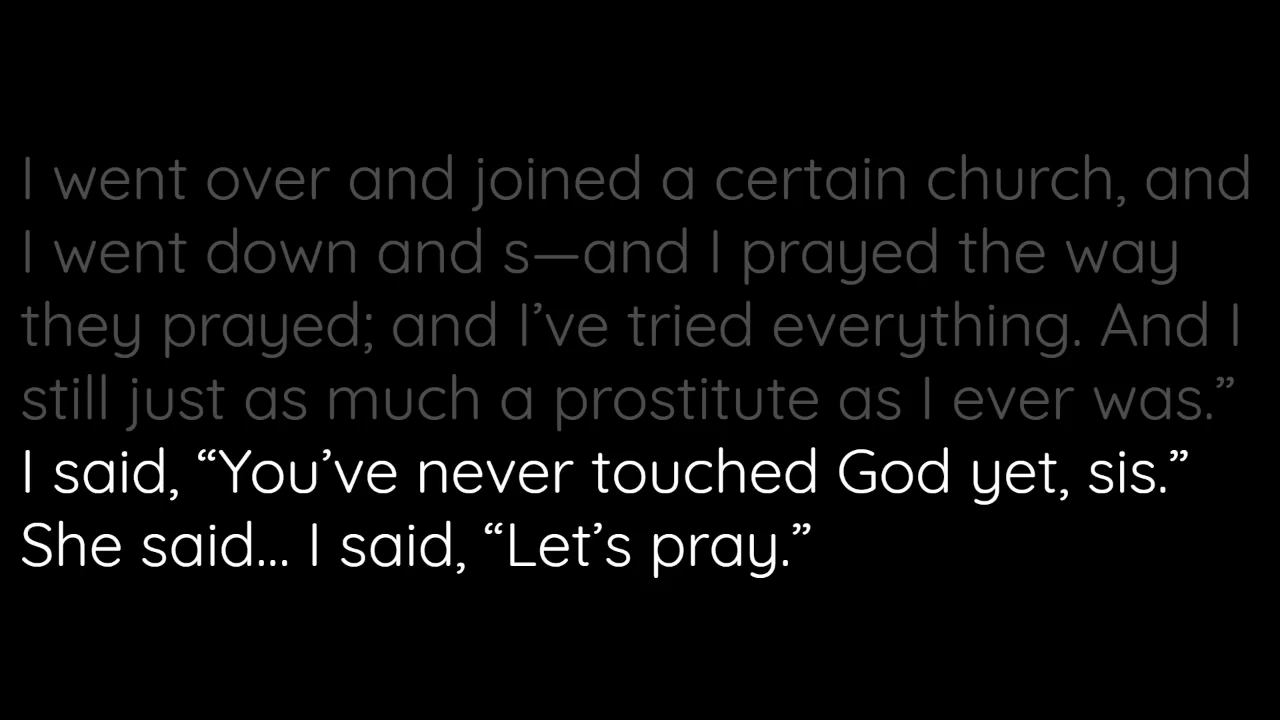 I went over and joined a certain church, and
I went down and s—and I prayed the way
they prayed; and I’ve tried everything. And I
still just as much a prostitute as I ever was.”
I said, “You’ve never touched God yet, sis.”
She said... I said, “Let’s pray.”